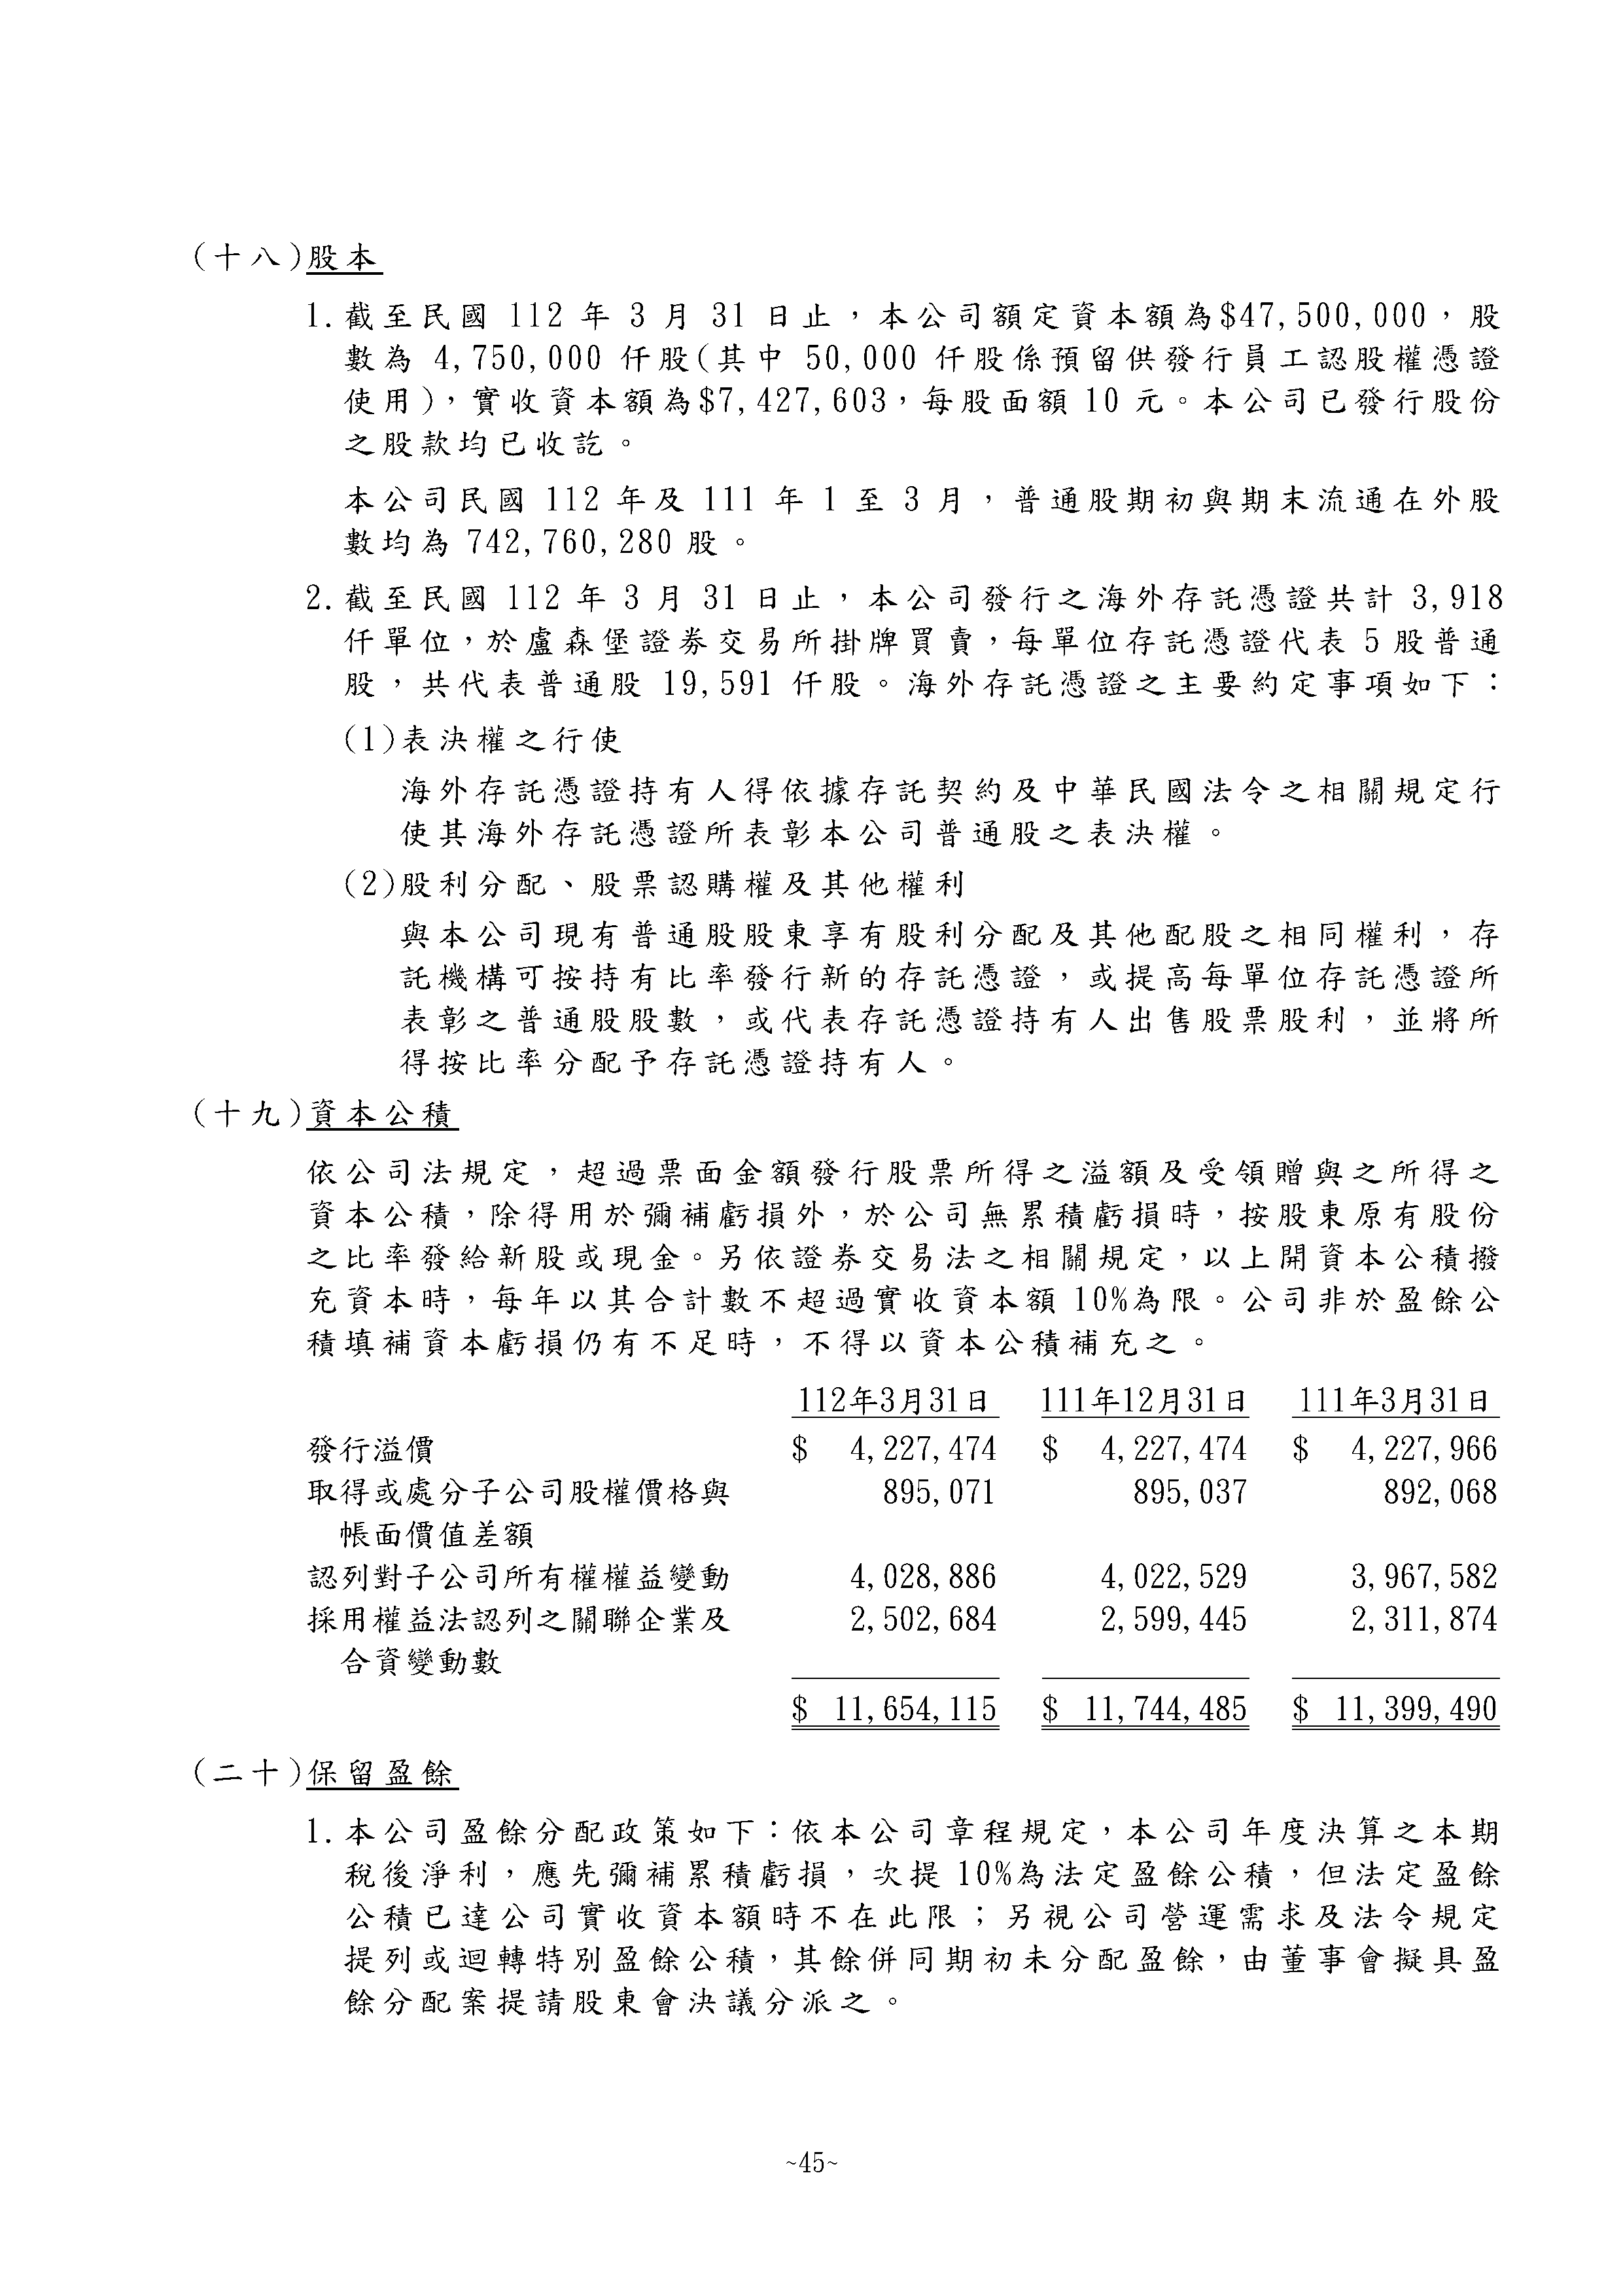 (十八)股本
1.截至民國 112 年 3 月 31 日止，本公司額定資本額為$47,500,000，股
數為 4,750,000 仟股(其中 50,000 仟股係預留供發行員工認股權憑證
使用)，實收資本額為$7,427,603，每股面額 10 元。本公司已發行股份
之股款均已收訖。
本公司民國 112 年及 111 年 1 至 3 月，普通股期初與期末流通在外股
數均為 742,760,280 股。
2.截至民國 112 年 3 月 31 日止，本公司發行之海外存託憑證共計 3,918
仟單位，於盧森堡證券交易所掛牌買賣，每單位存託憑證代表 5 股普通
股，共代表普通股 19,591 仟股。海外存託憑證之主要約定事項如下：
(1)表決權之行使
海外存託憑證持有人得依據存託契約及中華民國法令之相關規定行
使其海外存託憑證所表彰本公司普通股之表決權。
(2)股利分配、股票認購權及其他權利
與本公司現有普通股股東享有股利分配及其他配股之相同權利，存
託機構可按持有比率發行新的存託憑證，或提高每單位存託憑證所
表彰之普通股股數，或代表存託憑證持有人出售股票股利，並將所
得按比率分配予存託憑證持有人。
(十九)資本公積
依公司法規定，超過票面金額發行股票所得之溢額及受領贈與之所得之
資本公積，除得用於彌補虧損外，於公司無累積虧損時，按股東原有股份
之比率發給新股或現金。另依證券交易法之相關規定，以上開資本公積撥
充資本時，每年以其合計數不超過實收資本額 10%為限。公司非於盈餘公
積填補資本虧損仍有不足時，不得以資本公積補充之。
112年3月31日 111年12月31日 111年3月31日
發行溢價 $ 4,227,474 $ 4,227,474 $ 4,227,966
取得或處分子公司股權價格與 895,071 895,037 892,068
帳面價值差額
認列對子公司所有權權益變動 4,028,886 4,022,529 3,967,582
採用權益法認列之關聯企業及 2,502,684 2,599,445 2,311,874
合資變動數
$ 11,654,115 $ 11,744,485 $ 11,399,490
(二十)保留盈餘
1.本公司盈餘分配政策如下：依本公司章程規定，本公司年度決算之本期
稅後淨利，應先彌補累積虧損，次提 10%為法定盈餘公積，但法定盈餘
公積已達公司實收資本額時不在此限；另視公司營運需求及法令規定
提列或迴轉特別盈餘公積，其餘併同期初未分配盈餘，由董事會擬具盈
餘分配案提請股東會決議分派之。
~45~